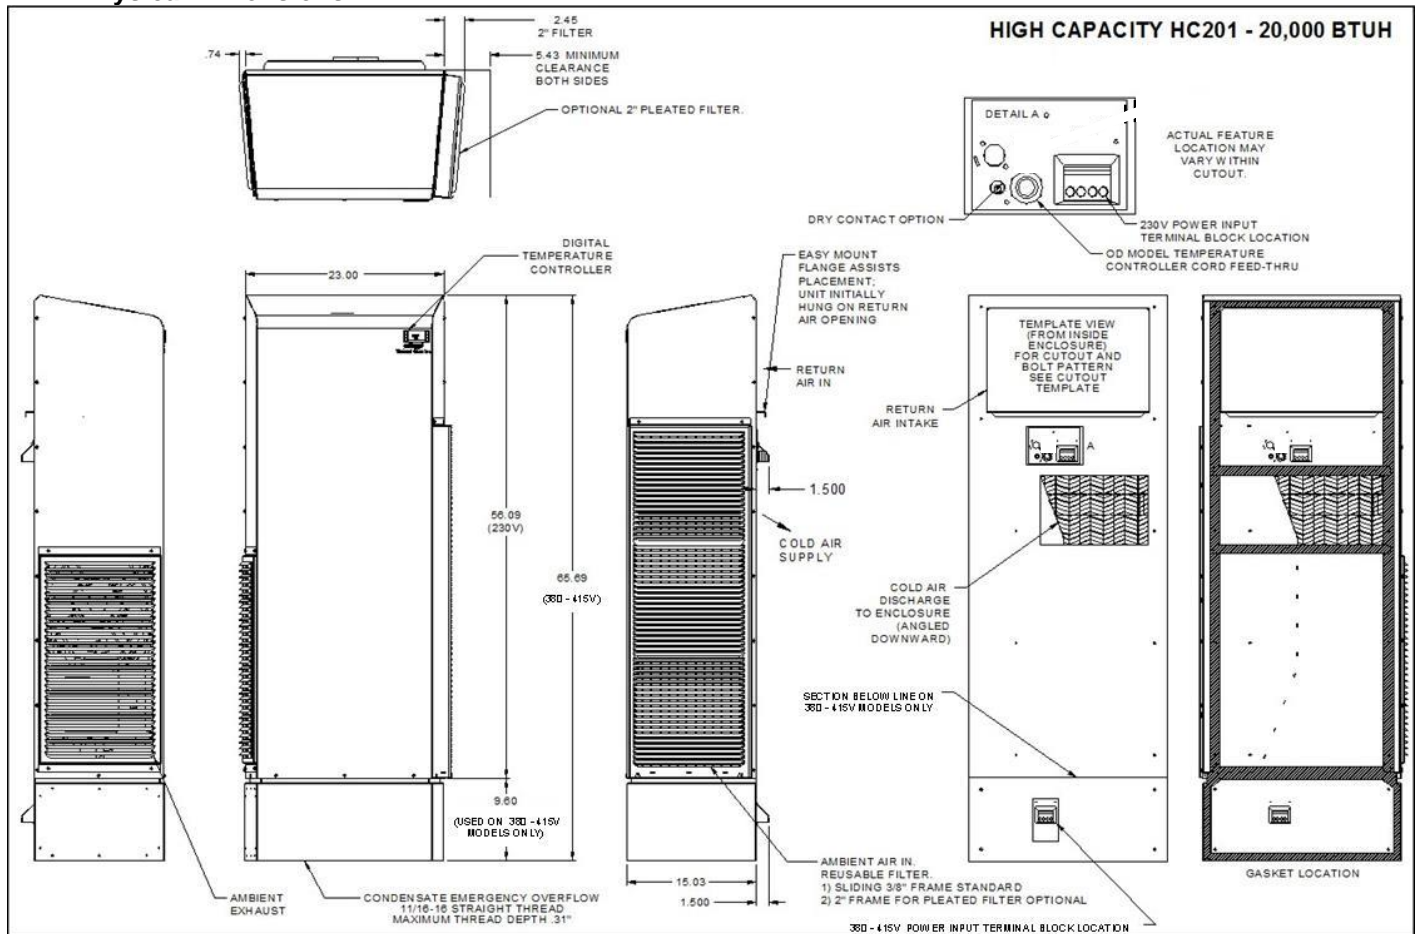 HIGH CAPACITY HC201 - 20,000 BTUH
2.45
2" FILTER
.74
5.43 MINIMUM
CLEARANCE
BOTH SIDES
OPTIONAL 2" PLEATED FILTER.
DETAIL A
ACTUAL FEATURE
LOCATION MAY
VARY WITHIN
CUTOUT.
DRY CONTACT OPTION
230V POWER INPUT
TERMINAL BLOCK LOCATION
OD MODEL TEMPERATURE
CONTROLLER CORD FEED-THRU
DIGITAL
TEMPERATURE
CONTROLLER
23.00
EASY MOUNT
FLANGE ASSISTS
PLACEMENT;
UNIT INITIALLY
HUNG ON RETURN
AIR OPENING
RETURN
AIR IN
TEMPLATE VIEW
(FROM INSIDE
ENCLOSURE)
FOR CUTOUT AND
BOLT PATTERN
SEE CUTOUT
TEMPLATE
RETURN
AIR INTAKE
A
1.500
56.09
(230V)
COLD AIR
SUPPLY
65.69
(380 - 415V)
COLD AIR
DISCHARGE
TO ENCLOSURE
(ANGLED
DOWNWARD)
SECTION BELOW LINE ON
380 - 415V MODELS ONLY
9.60
(USED ON 380 - 415V
MODELS ONLY)
AMBIENT
EXHAUST
CONDENSATE EMERGENCY OVERFLOW
11/16-16 STRAIGHT THREAD
MAXIMUM THREAD DEPTH .31"
15.03
1.500
AMBIENT AIR IN.
REUSABLE FILTER.
1) SLIDING 3/8" FRAME STANDARD
2) 2" FRAME FOR PLEATED FILTER OPTIONAL
380 - 415V POWER INPUT TERMINAL BLOCK LOCATION
GASKET LOCATION